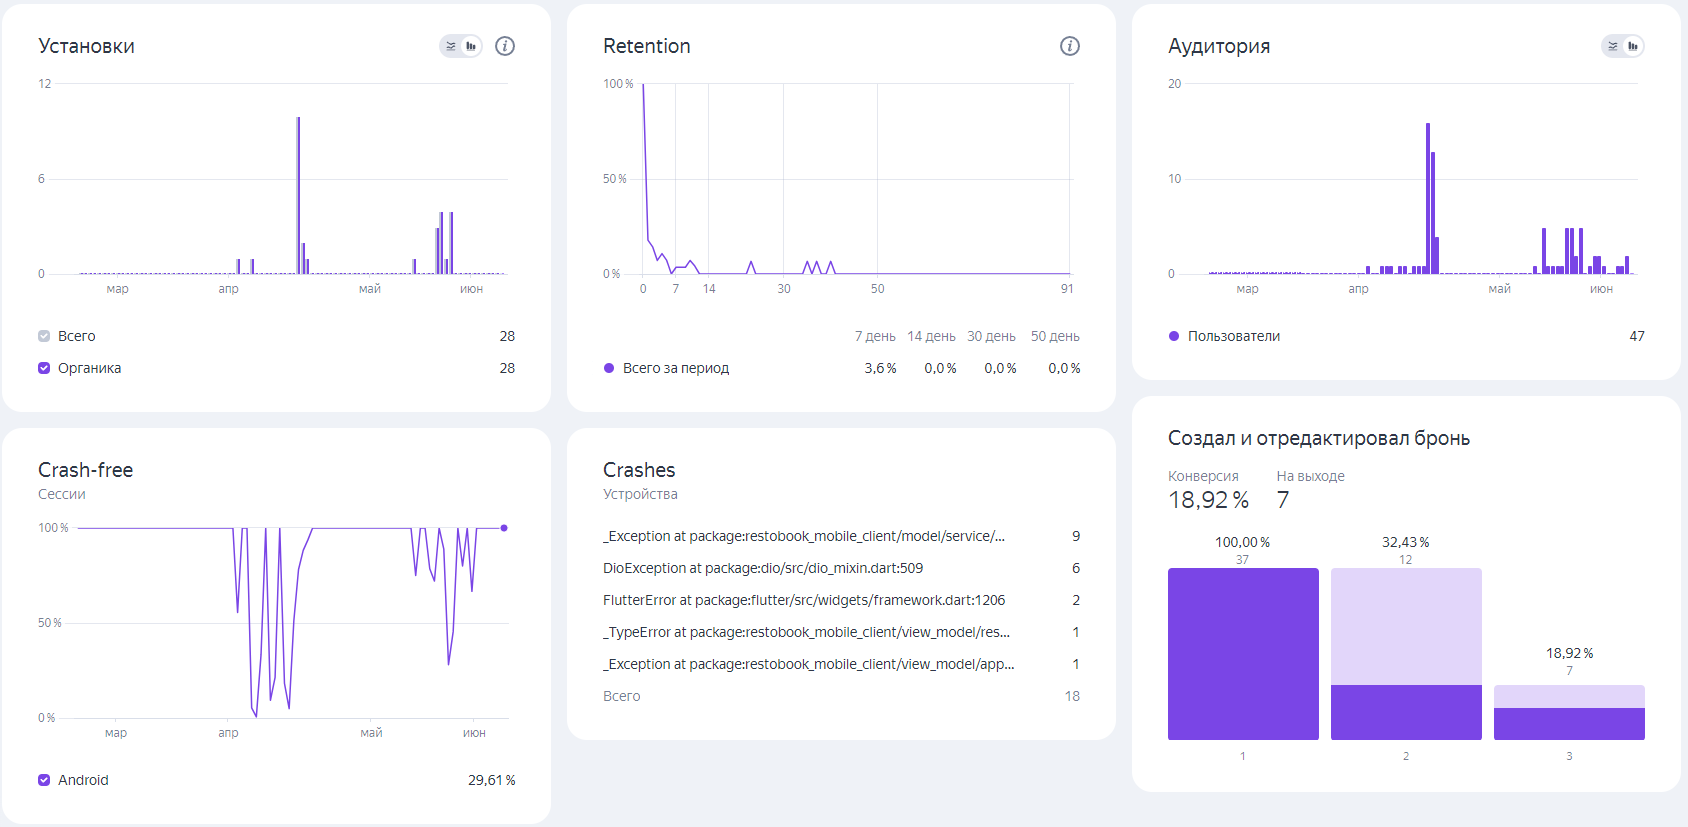 Установки
12
6
0
мар апр май июн
Всего 28
Органика 28
Retention
100 %
50 %
0 %
0 7 14 30 50 91
7 день 14 день 30 день 50 день
Всего за период 3,6 % 0,0 % 0,0 % 0,0 %
Аудитория
20
10
0
мар апр май июн
Пользователи 47
Crash-free
Сессии
100 %
50 %
0 %
мар апр май июн
Android 29,61 %
Crashes
Устройства
_Exception at package:restobook_mobile_client/model/service/... 9
DioException at package:dio/src/dio_mixin.dart:509 6
FlutterError at package:flutter/src/widgets/framework.dart:1206 2
_TypeError at package:restobook_mobile_client/view_model/res... 1
_Exception at package:restobook_mobile_client/view_model/app... 1
Всего 18
Создал и отредактировал бронь
Конверсия На выходе
18,92 % 7
100,00 % 32,43 %
37 12
18,92 %
7
1 2 3